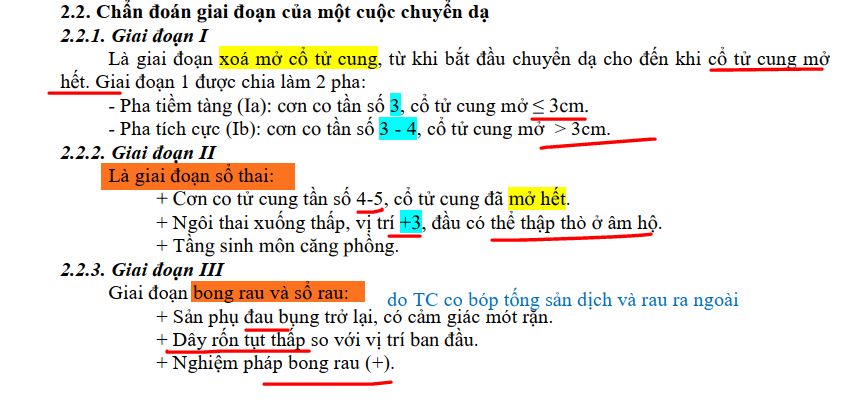 2.2. Chẩn đoán giai đoạn của một cuộc chuyển dạ
2.2.1. Giai đoạn I
Là giai đoạn xoá mở cổ tử cung, từ khi bắt đầu chuyển dạ cho đến khi cổ tử cung mở
hết. Giai đoạn 1 được chia làm 2 pha:
- Pha tiềm tàng (Ia): cơn co tần số 3, cổ tử cung mở ≤ 3cm.
- Pha tích cực (Ib): cơn co tần số 3 - 4, cổ tử cung mở > 3cm.
2.2.2. Giai đoạn II
Là giai đoạn sổ thai:
+ Cơn co tử cung tần số 4-5, cổ tử cung đã mở hết.
+ Ngôi thai xuống thấp, vị trí +3, đầu có thể thập thò ở âm hộ.
+ Tầng sinh môn căng phồng.
2.2.3. Giai đoạn III
Giai đoạn bong rau và sổ rau:
do TC co bóp tống sản dịch và rau ra ngoài
+ Sản phụ đau bụng trở lại, có cảm giác mót rặn.
+ Dây rốn tụt thấp so với vị trí ban đầu.
+ Nghiệm pháp bong rau (+).